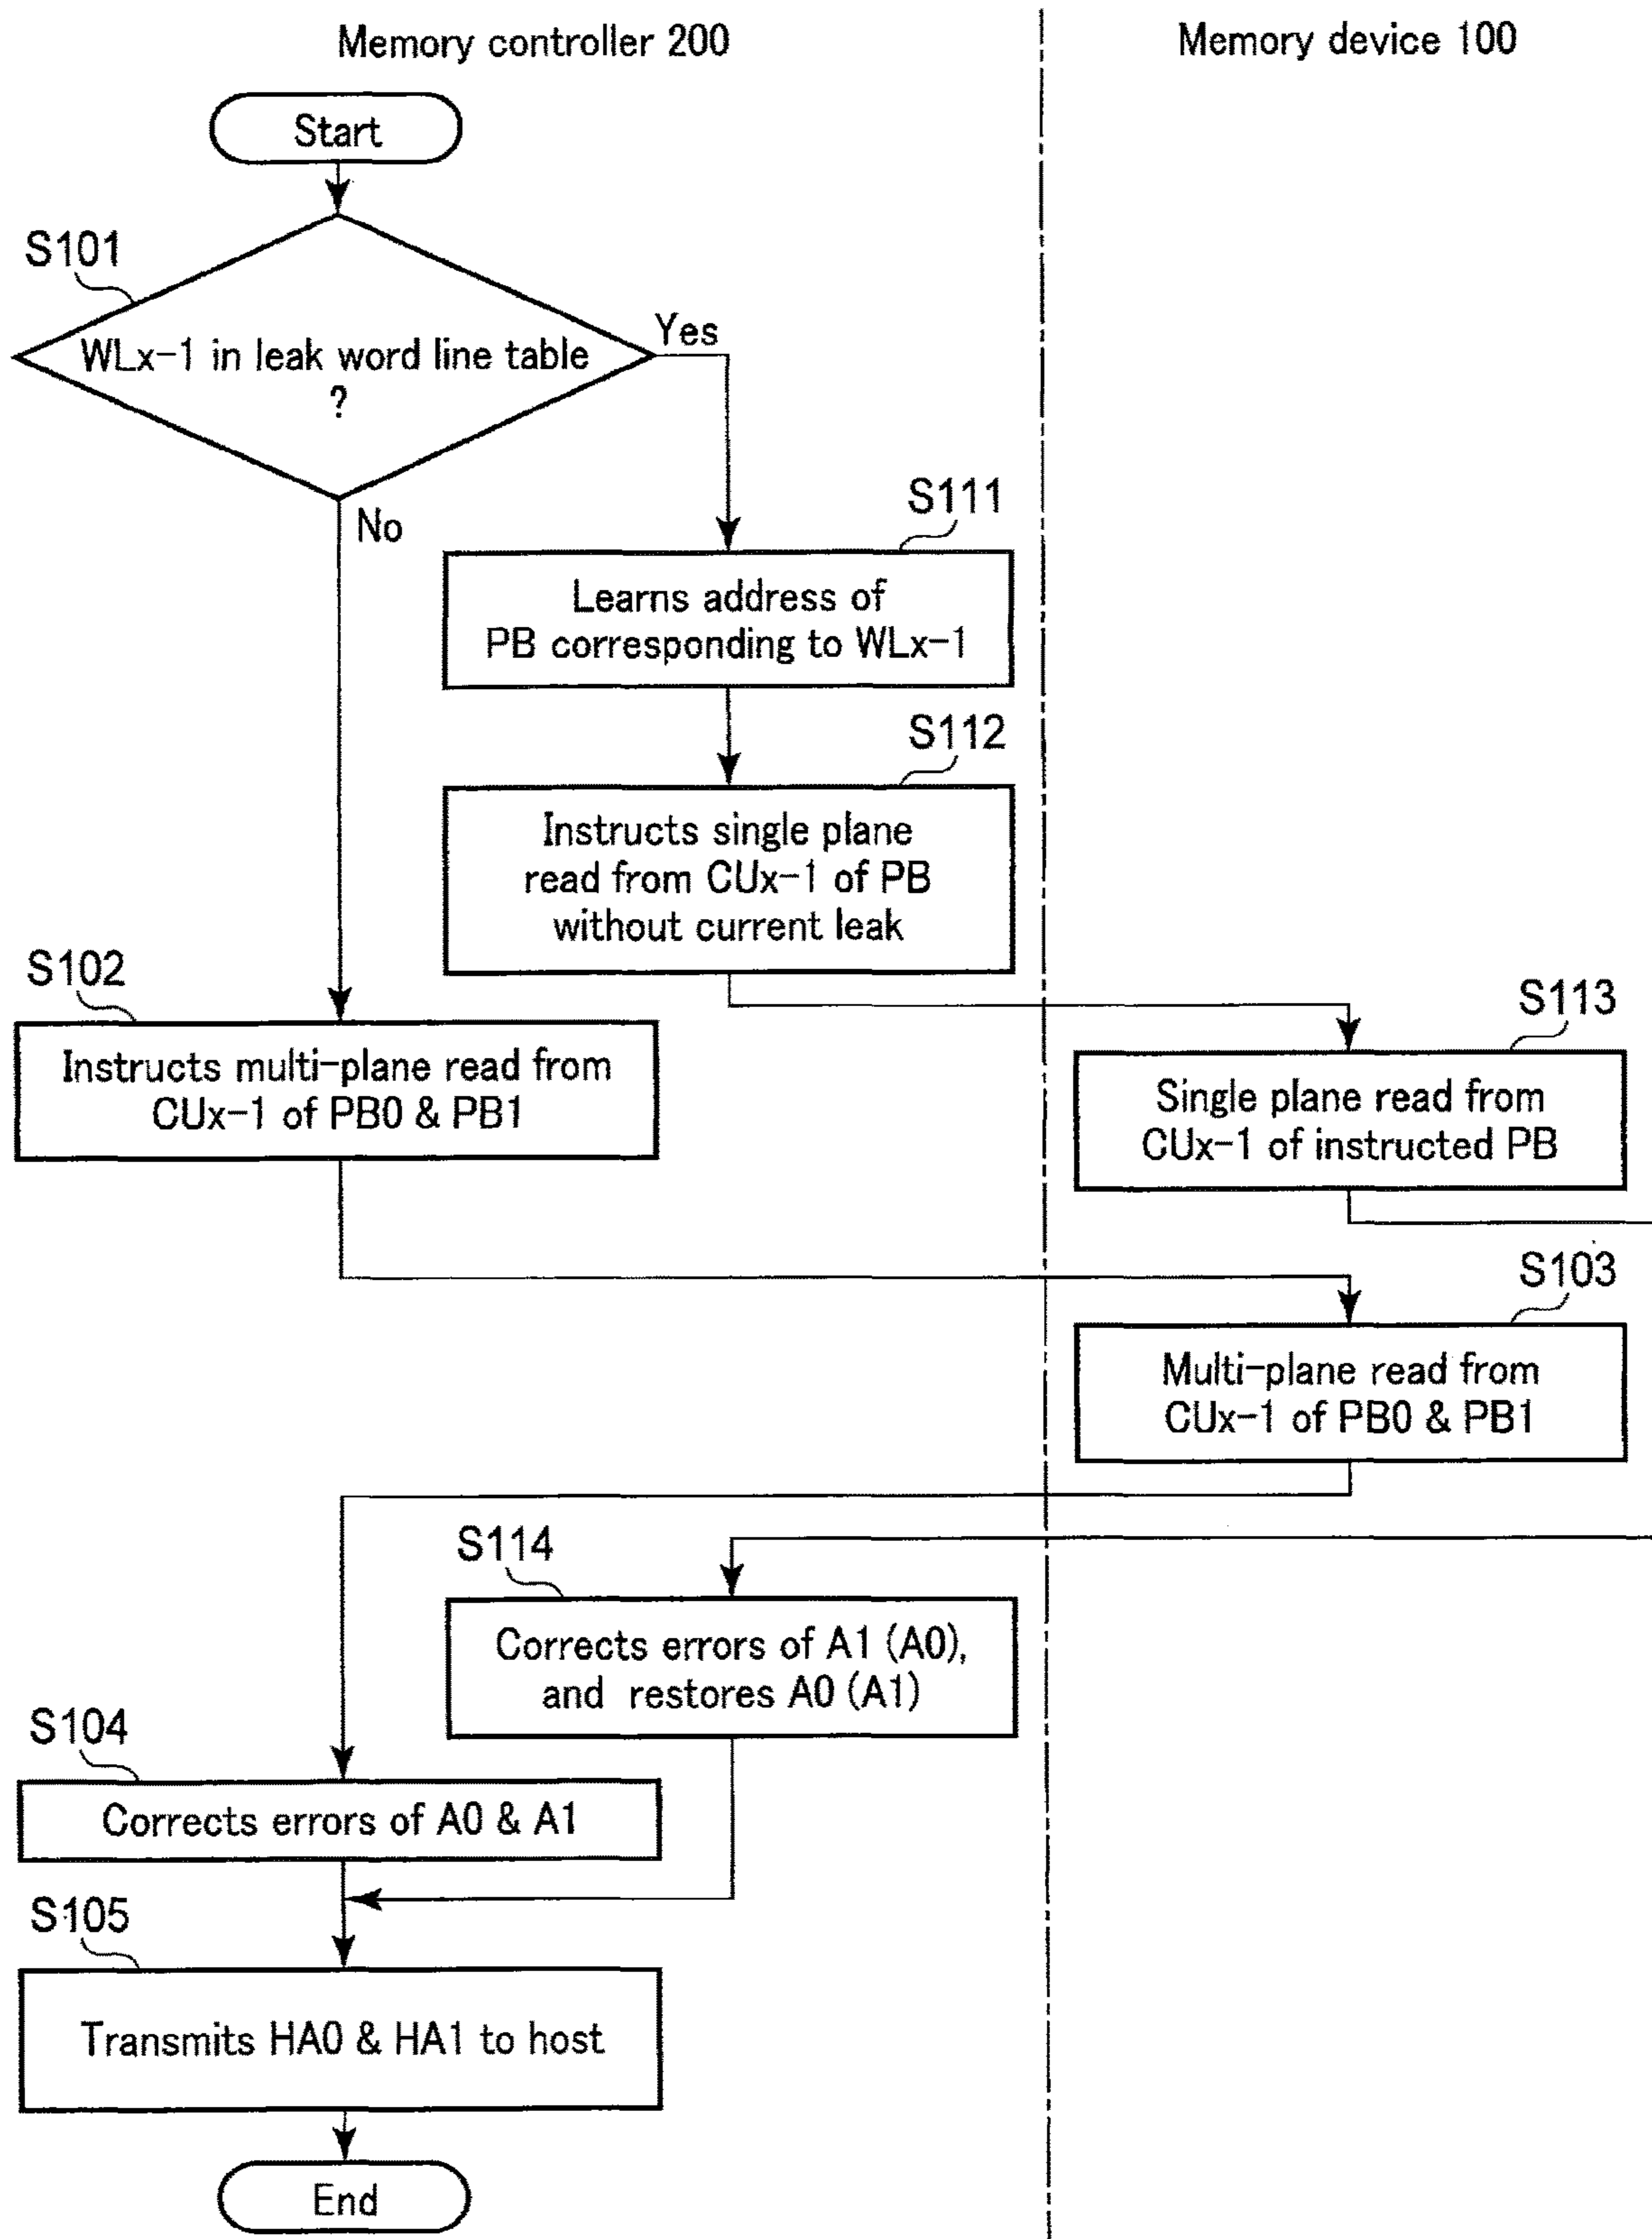 Memory controller 200
Memory device 100
Start
S101
WLx-1 in leak word line table
?
Yes
No
S111
Learns address of
PB corresponding to WLx-1
S112
Instructs single plane
read from CUx-1 of PB
without current leak
S102
Instructs multi-plane read from
CUx-1 of PB0 & PB1
S113
Single plane read from
CUx-1 of instructed PB
S103
Multi-plane read from
CUx-1 of PB0 & PB1
S114
Corrects errors of A1 (A0),
and restores A0 (A1)
S104
Corrects errors of A0 & A1
S105
Transmits HA0 & HA1 to host
End